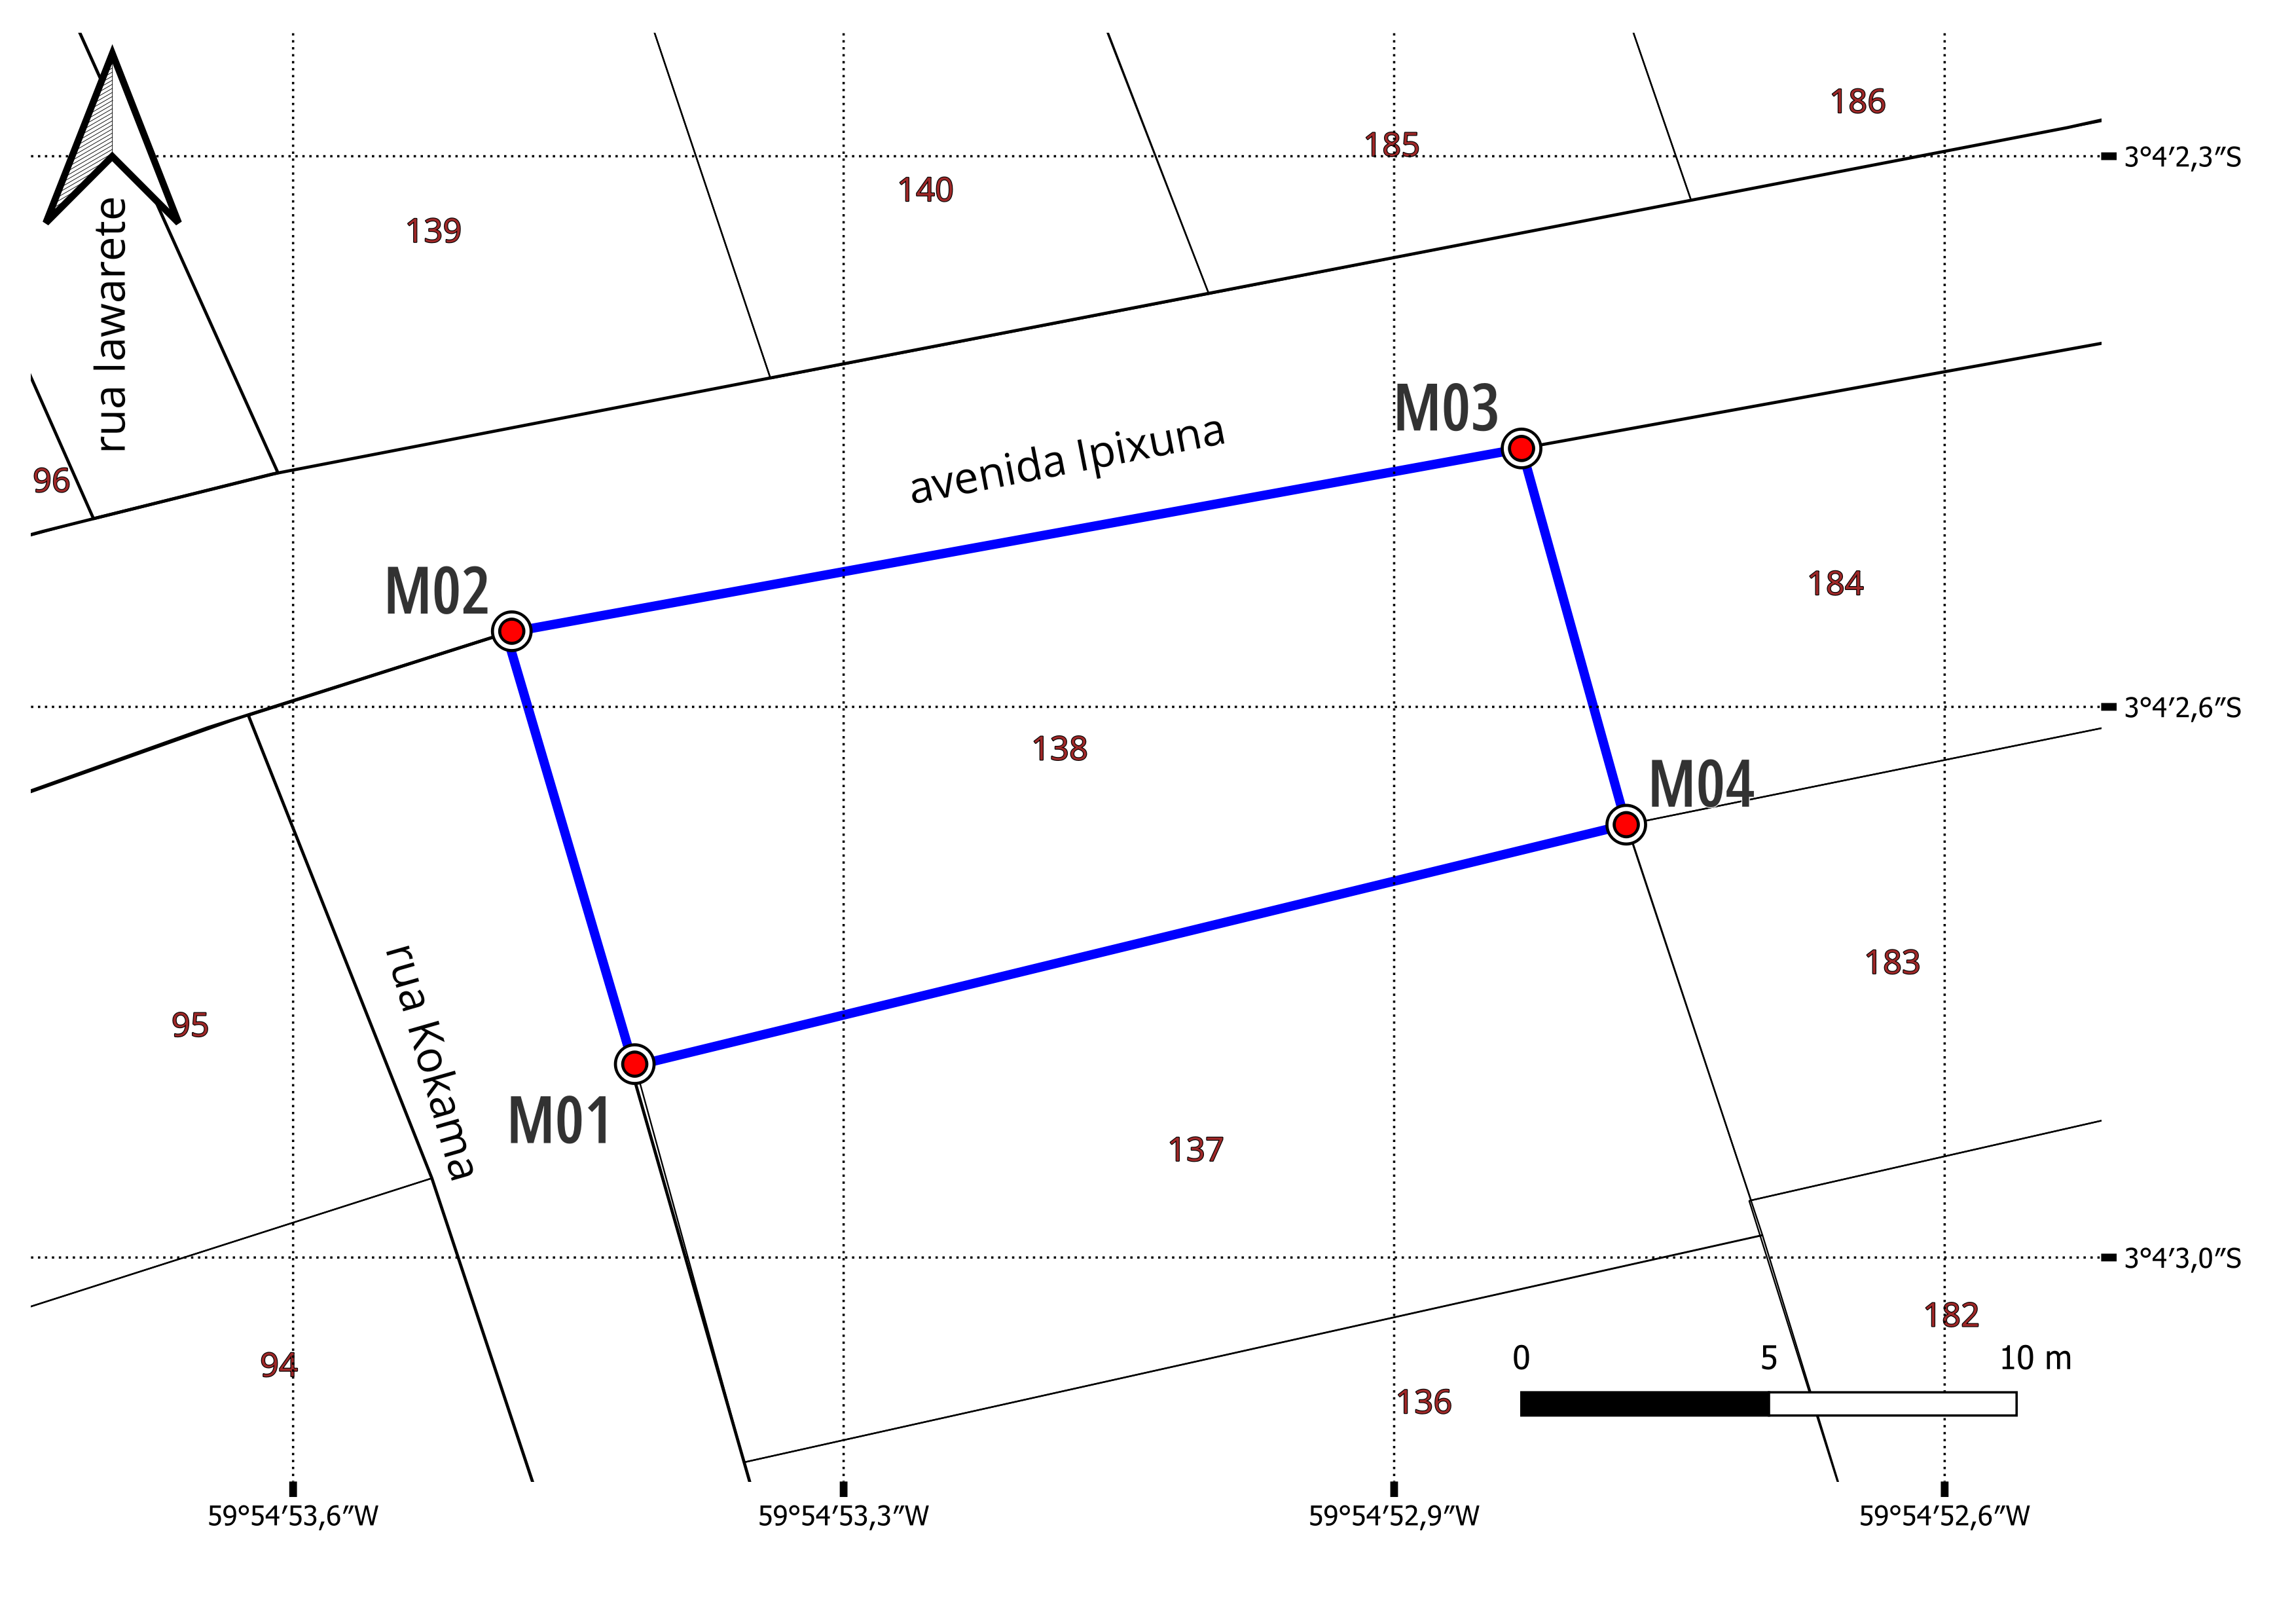 186
185
3°4′2,3″S
140
139
rua Iawarete
M03
avenida Ipixuna
96
M02
184
3°4′2,6″S
138
M04
183
95
rua Kokama
M01
137
3°4′3,0″S
182
94
0 5 10 m
136
59°54′53,6″W 59°54′53,3″W 59°54′52,9″W 59°54′52,6″W